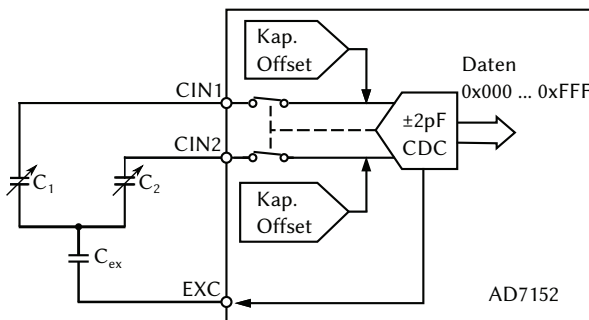 Kap.
Offset
Daten
0x000 ... 0xFFF
CIN1
±2pF
CDC
CIN2
C1
C2
Kap.
Offset
Cex
EXC
AD7152